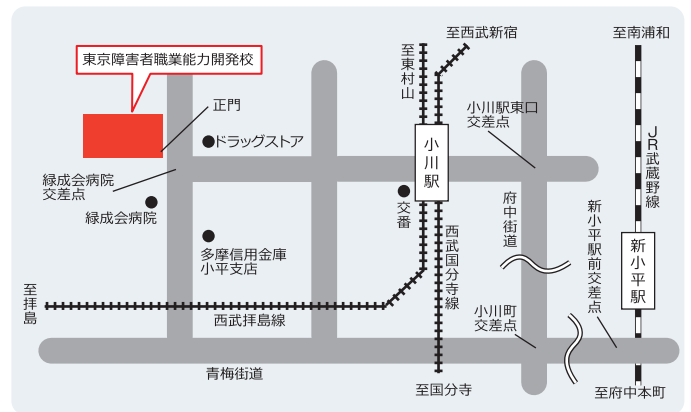 至西武新宿
至南浦和
東京障害者職業能力開発校
至東村山
正門
小川駅東口
交差点
ドラッグストア
小川駅
JR武蔵野線
緑成会病院
交差点
緑成会病院
交番
府中街道
新小平駅前交差点
多摩信用金庫
小平支店
西武国分寺線
新小平駅
至拝島
西武拝島線
小川町
交差点
青梅街道
至国分寺
至府中本町